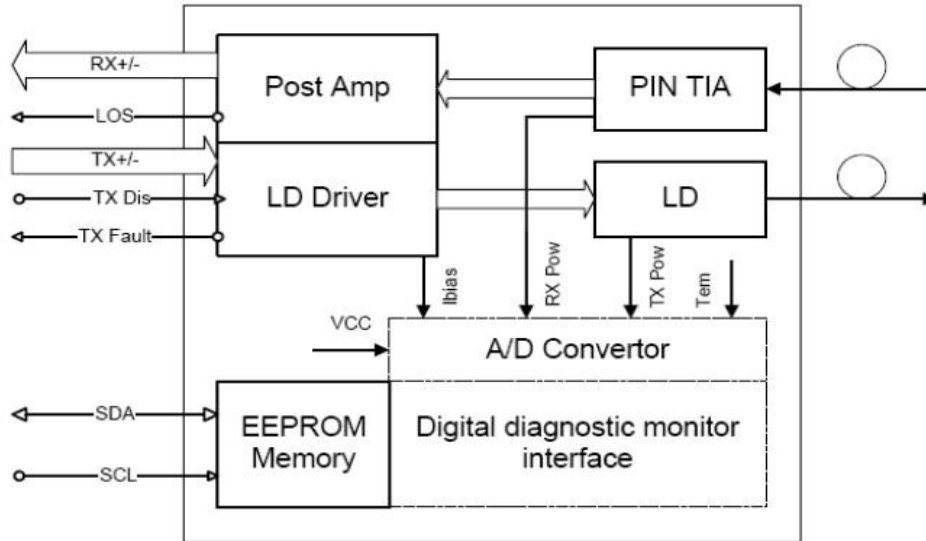 RX+/-
Post Amp
PIN TIA
LOS
TX+/-
TX Dis
LD Driver
LD
TX Fault
Ibias
RX Pow
TX Pow
Tem
VCC
A/D Convertor
SDA
EEPROM
Memory
Digital diagnostic monitor
interface
SCL